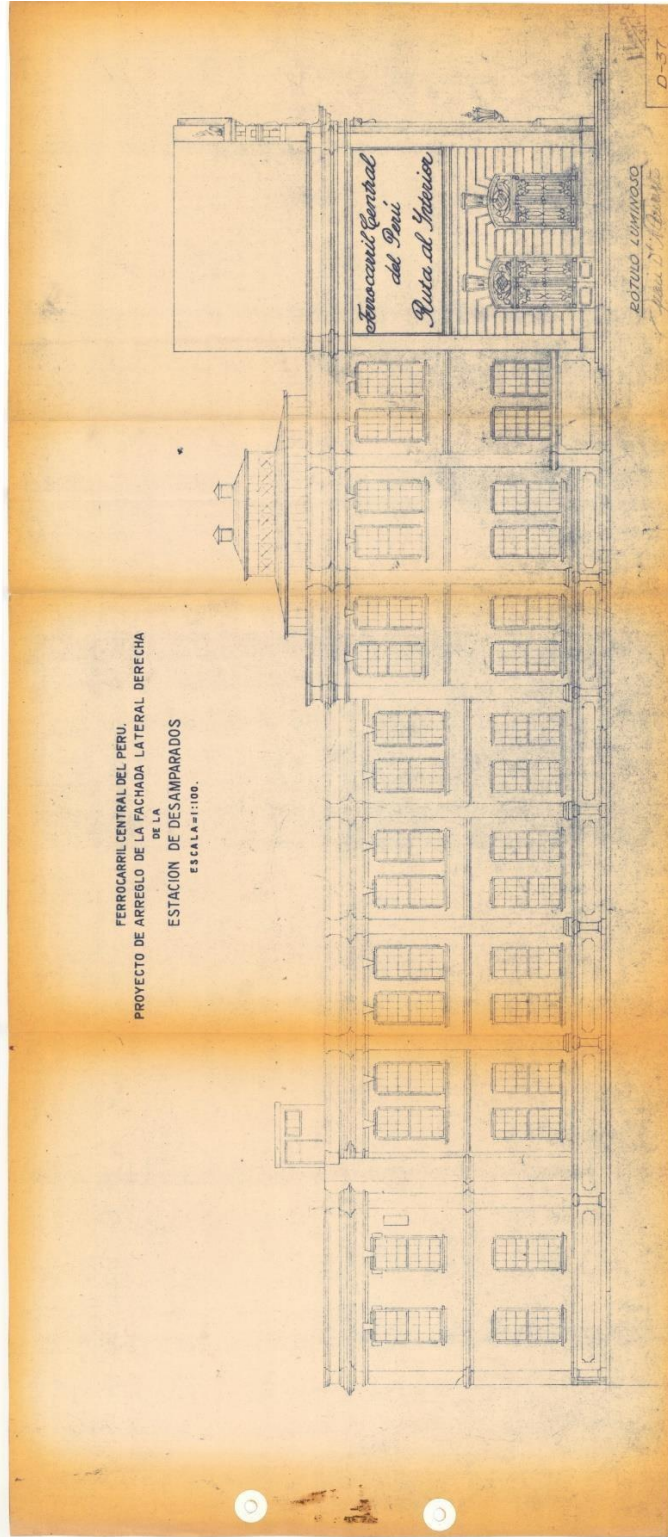 FERROCARRIL CENTRAL DEL PERU.
PROYECTO DE ARREGLO DE LA FACHADA LATERAL DERECHA
DE LA
ESTACION DE DESAMPARADOS
ESCALA=1:100.
Ferrocarril Central
del Perú
Ruta al Interior
ROTULO LUMINOSO
D-37